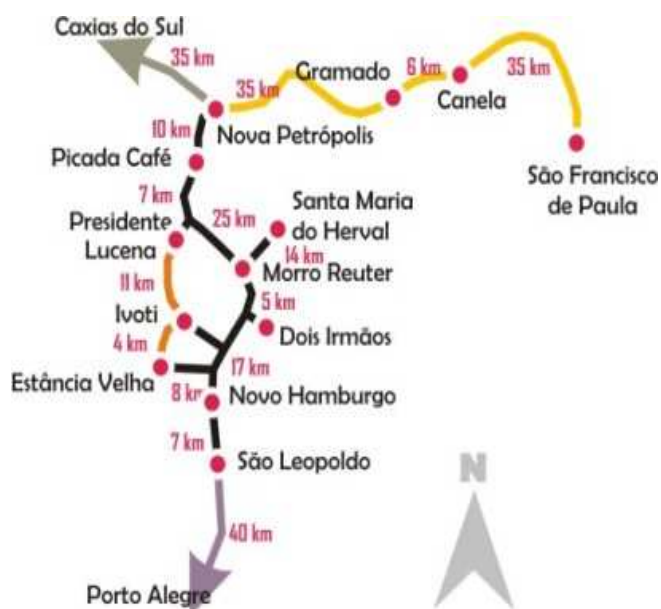 Caxias do Sul
35 km
35 km
Gramado
6 km
Canela
35 km
10 km
Nova Petrópolis
Picada Café
São Francisco
de Paula
7 km
25 km
Santa Maria
do Herval
Presidente
Lucena
14 km
Morro Reuter
11 km
5 km
Ivoti
Dois Irmãos
4 km
17 km
Estância Velha
8 km
Novo Hamburgo
7 km
São Leopoldo
N
40 km
Porto Alegre